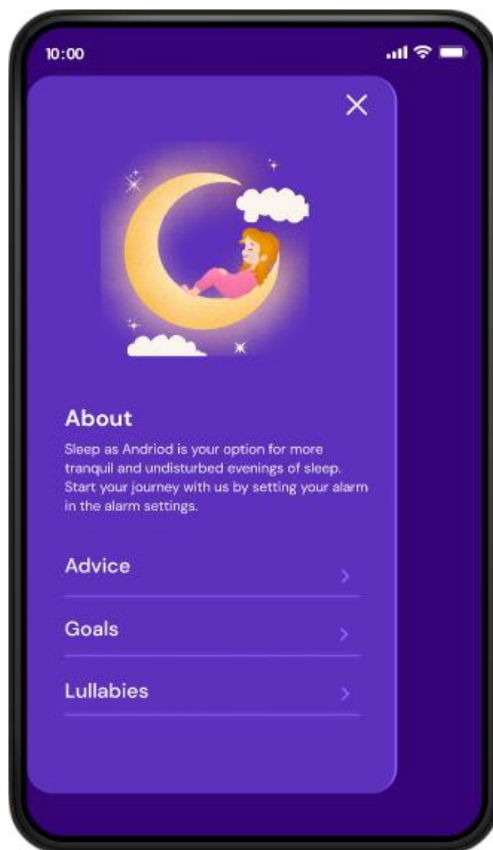 10:00
About
Sleep as Andriod is your option for more
tranquil and undisturbed evenings of sleep.
Start your journey with us by setting your alarm
in the alarm settings.
Advice
Goals
Lullabies